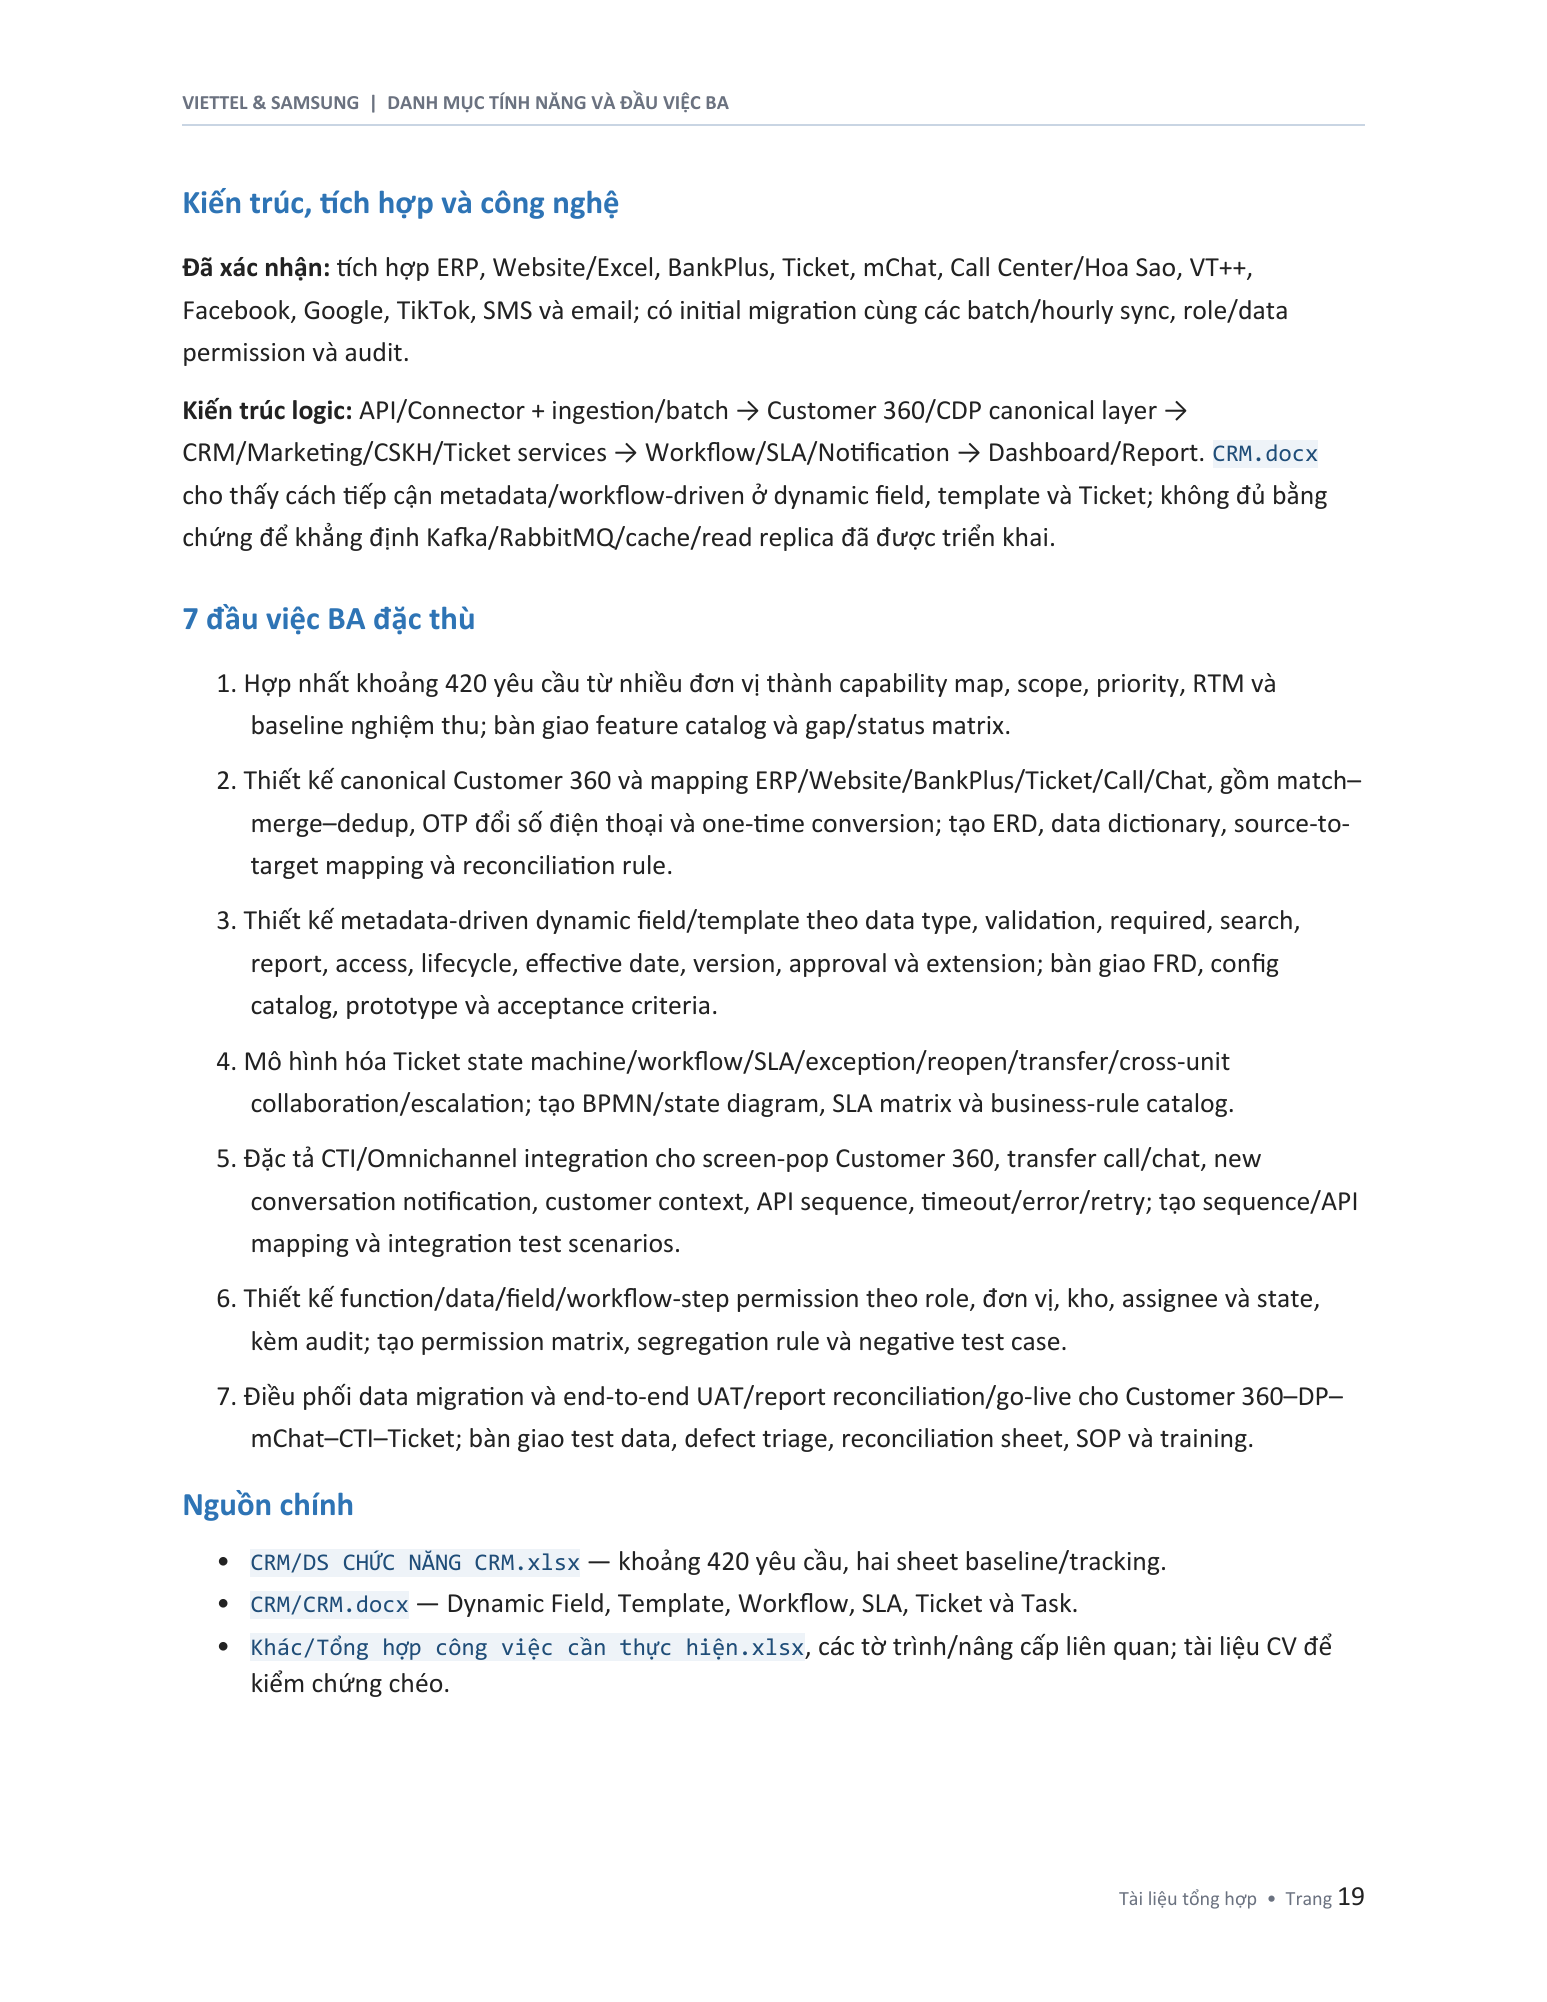 VIETTEL & SAMSUNG | DANH MỤC TÍNH NĂNG VÀ ĐẦU VIỆC BA
Kiến trúc, tích hợp và công nghệ
Đã xác nhận: tích hợp ERP, Website/Excel, BankPlus, Ticket, mChat, Call Center/Hoa Sao, VT++,
Facebook, Google, TikTok, SMS và email; có initial migration cùng các batch/hourly sync, role/data
permission và audit.
Kiến trúc logic: API/Connector + ingestion/batch → Customer 360/CDP canonical layer →
CRM/Marketing/CSKH/Ticket services → Workflow/SLA/Notification → Dashboard/Report. CRM.docx
cho thấy cách tiếp cận metadata/workflow-driven ở dynamic field, template và Ticket; không đủ bằng
chứng để khẳng định Kafka/RabbitMQ/cache/read replica đã được triển khai.
7 đầu việc BA đặc thù
1. Hợp nhất khoảng 420 yêu cầu từ nhiều đơn vị thành capability map, scope, priority, RTM và
baseline nghiệm thu; bàn giao feature catalog và gap/status matrix.
2. Thiết kế canonical Customer 360 và mapping ERP/Website/BankPlus/Ticket/Call/Chat, gồm match–
merge–dedup, OTP đổi số điện thoại và one-time conversion; tạo ERD, data dictionary, source-to-
target mapping và reconciliation rule.
3. Thiết kế metadata-driven dynamic field/template theo data type, validation, required, search,
report, access, lifecycle, effective date, version, approval và extension; bàn giao FRD, config
catalog, prototype và acceptance criteria.
4. Mô hình hóa Ticket state machine/workflow/SLA/exception/reopen/transfer/cross-unit
collaboration/escalation; tạo BPMN/state diagram, SLA matrix và business-rule catalog.
5. Đặc tả CTI/Omnichannel integration cho screen-pop Customer 360, transfer call/chat, new
conversation notification, customer context, API sequence, timeout/error/retry; tạo sequence/API
mapping và integration test scenarios.
6. Thiết kế function/data/field/workflow-step permission theo role, đơn vị, kho, assignee và state,
kèm audit; tạo permission matrix, segregation rule và negative test case.
7. Điều phối data migration và end-to-end UAT/report reconciliation/go-live cho Customer 360–DP–
mChat–CTI–Ticket; bàn giao test data, defect triage, reconciliation sheet, SOP và training.
Nguồn chính
• CRM/DS CHỨC NĂNG CRM.xlsx — khoảng 420 yêu cầu, hai sheet baseline/tracking.
• CRM/CRM.docx — Dynamic Field, Template, Workflow, SLA, Ticket và Task.
• Khác/Tổng hợp công việc cần thực hiện.xlsx, các tờ trình/nâng cấp liên quan; tài liệu CV để
kiểm chứng chéo.
Tài liệu tổng hợp • Trang 19